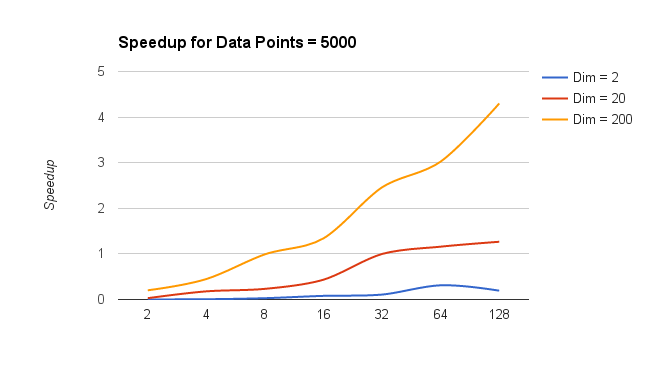 Speedup for Data Points = 5000
5
4
3
2
1
0
Speedup
2 4 8 16 32 64 128
Dim = 2
Dim = 20
Dim = 200